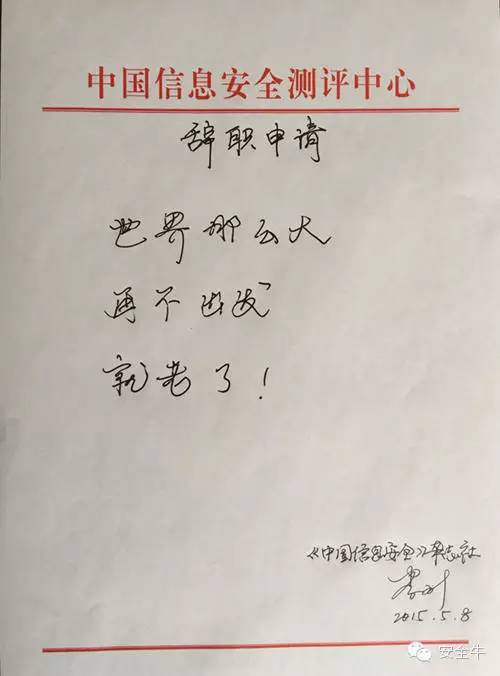 中国信息安全测评中心
辞职申请
世界那么大
再不出发
就老了！
《中国信息安全》杂志社
2015.5.8
安全牛